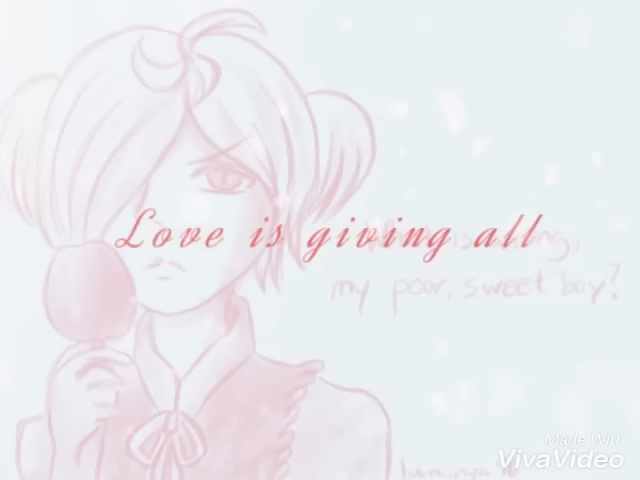 Love is giving all
my poor, sweet boy?
Made With
VivaVideo